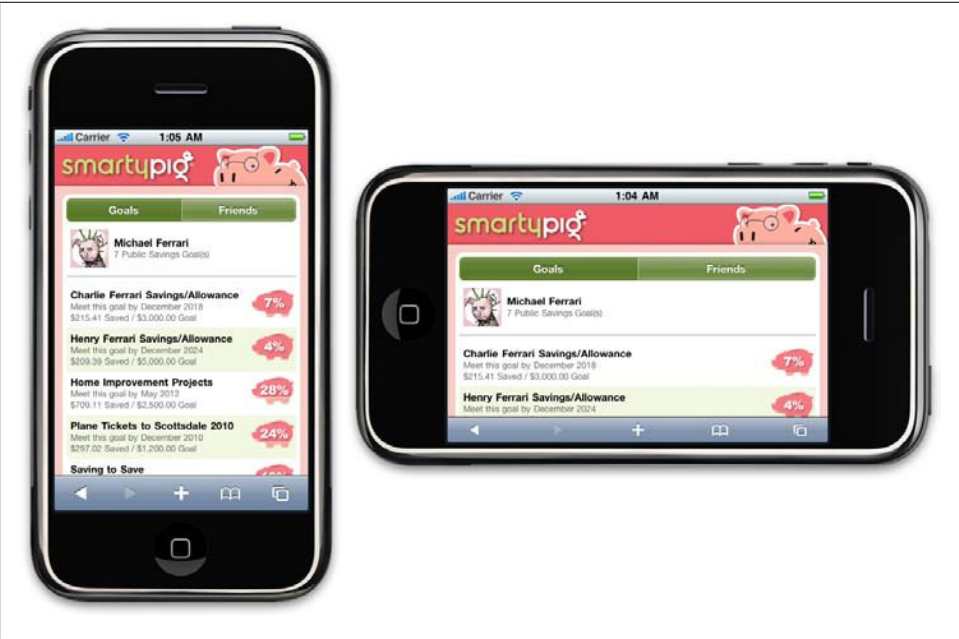 Carrier 1:05 AM
smartypig
Goals Friends
Michael Ferrari
7 Public Savings Goal(s)
Charlie Ferrari Savings/Allowance
Meet this goal by December 2018
$215.41 Saved / $3,000.00 Goal
7%
Henry Ferrari Savings/Allowance
Meet this goal by December 2024
$209.39 Saved / $5,000.00 Goal
4%
Home Improvement Projects
Meet this goal by May 2012
$709.11 Saved / $2,500.00 Goal
28%
Plane Tickets to Scottsdale 2010
Meet this goal by December 2010
$297.02 Saved / $1,200.00 Goal
24%
Saving to Save
Carrier 1:04 AM
smartypig
Goals Friends
Michael Ferrari
7 Public Savings Goal(s)
Charlie Ferrari Savings/Allowance
Meet this goal by December 2018
$215.41 Saved / $3,000.00 Goal
7%
Henry Ferrari Savings/Allowance
Meet this goal by December 2024
4%